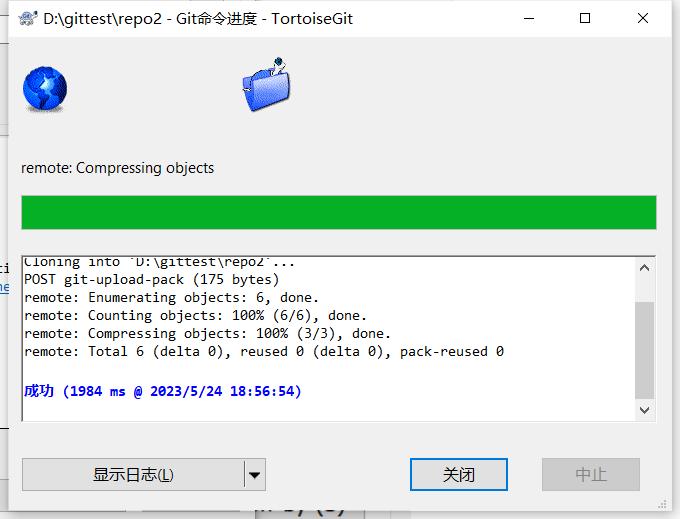 D:\gittest\repo2 - Git命令进度 - TortoiseGit
remote: Compressing objects
Cloning into 'D:\gittest\repo2'...
POST git-upload-pack (175 bytes)
remote: Enumerating objects: 6, done.
remote: Counting objects: 100% (6/6), done.
remote: Compressing objects: 100% (3/3), done.
remote: Total 6 (delta 0), reused 0 (delta 0), pack-reused 0
成功 (1984 ms @ 2023/5/24 18:56:54)
显示日志(L)
关闭
中止